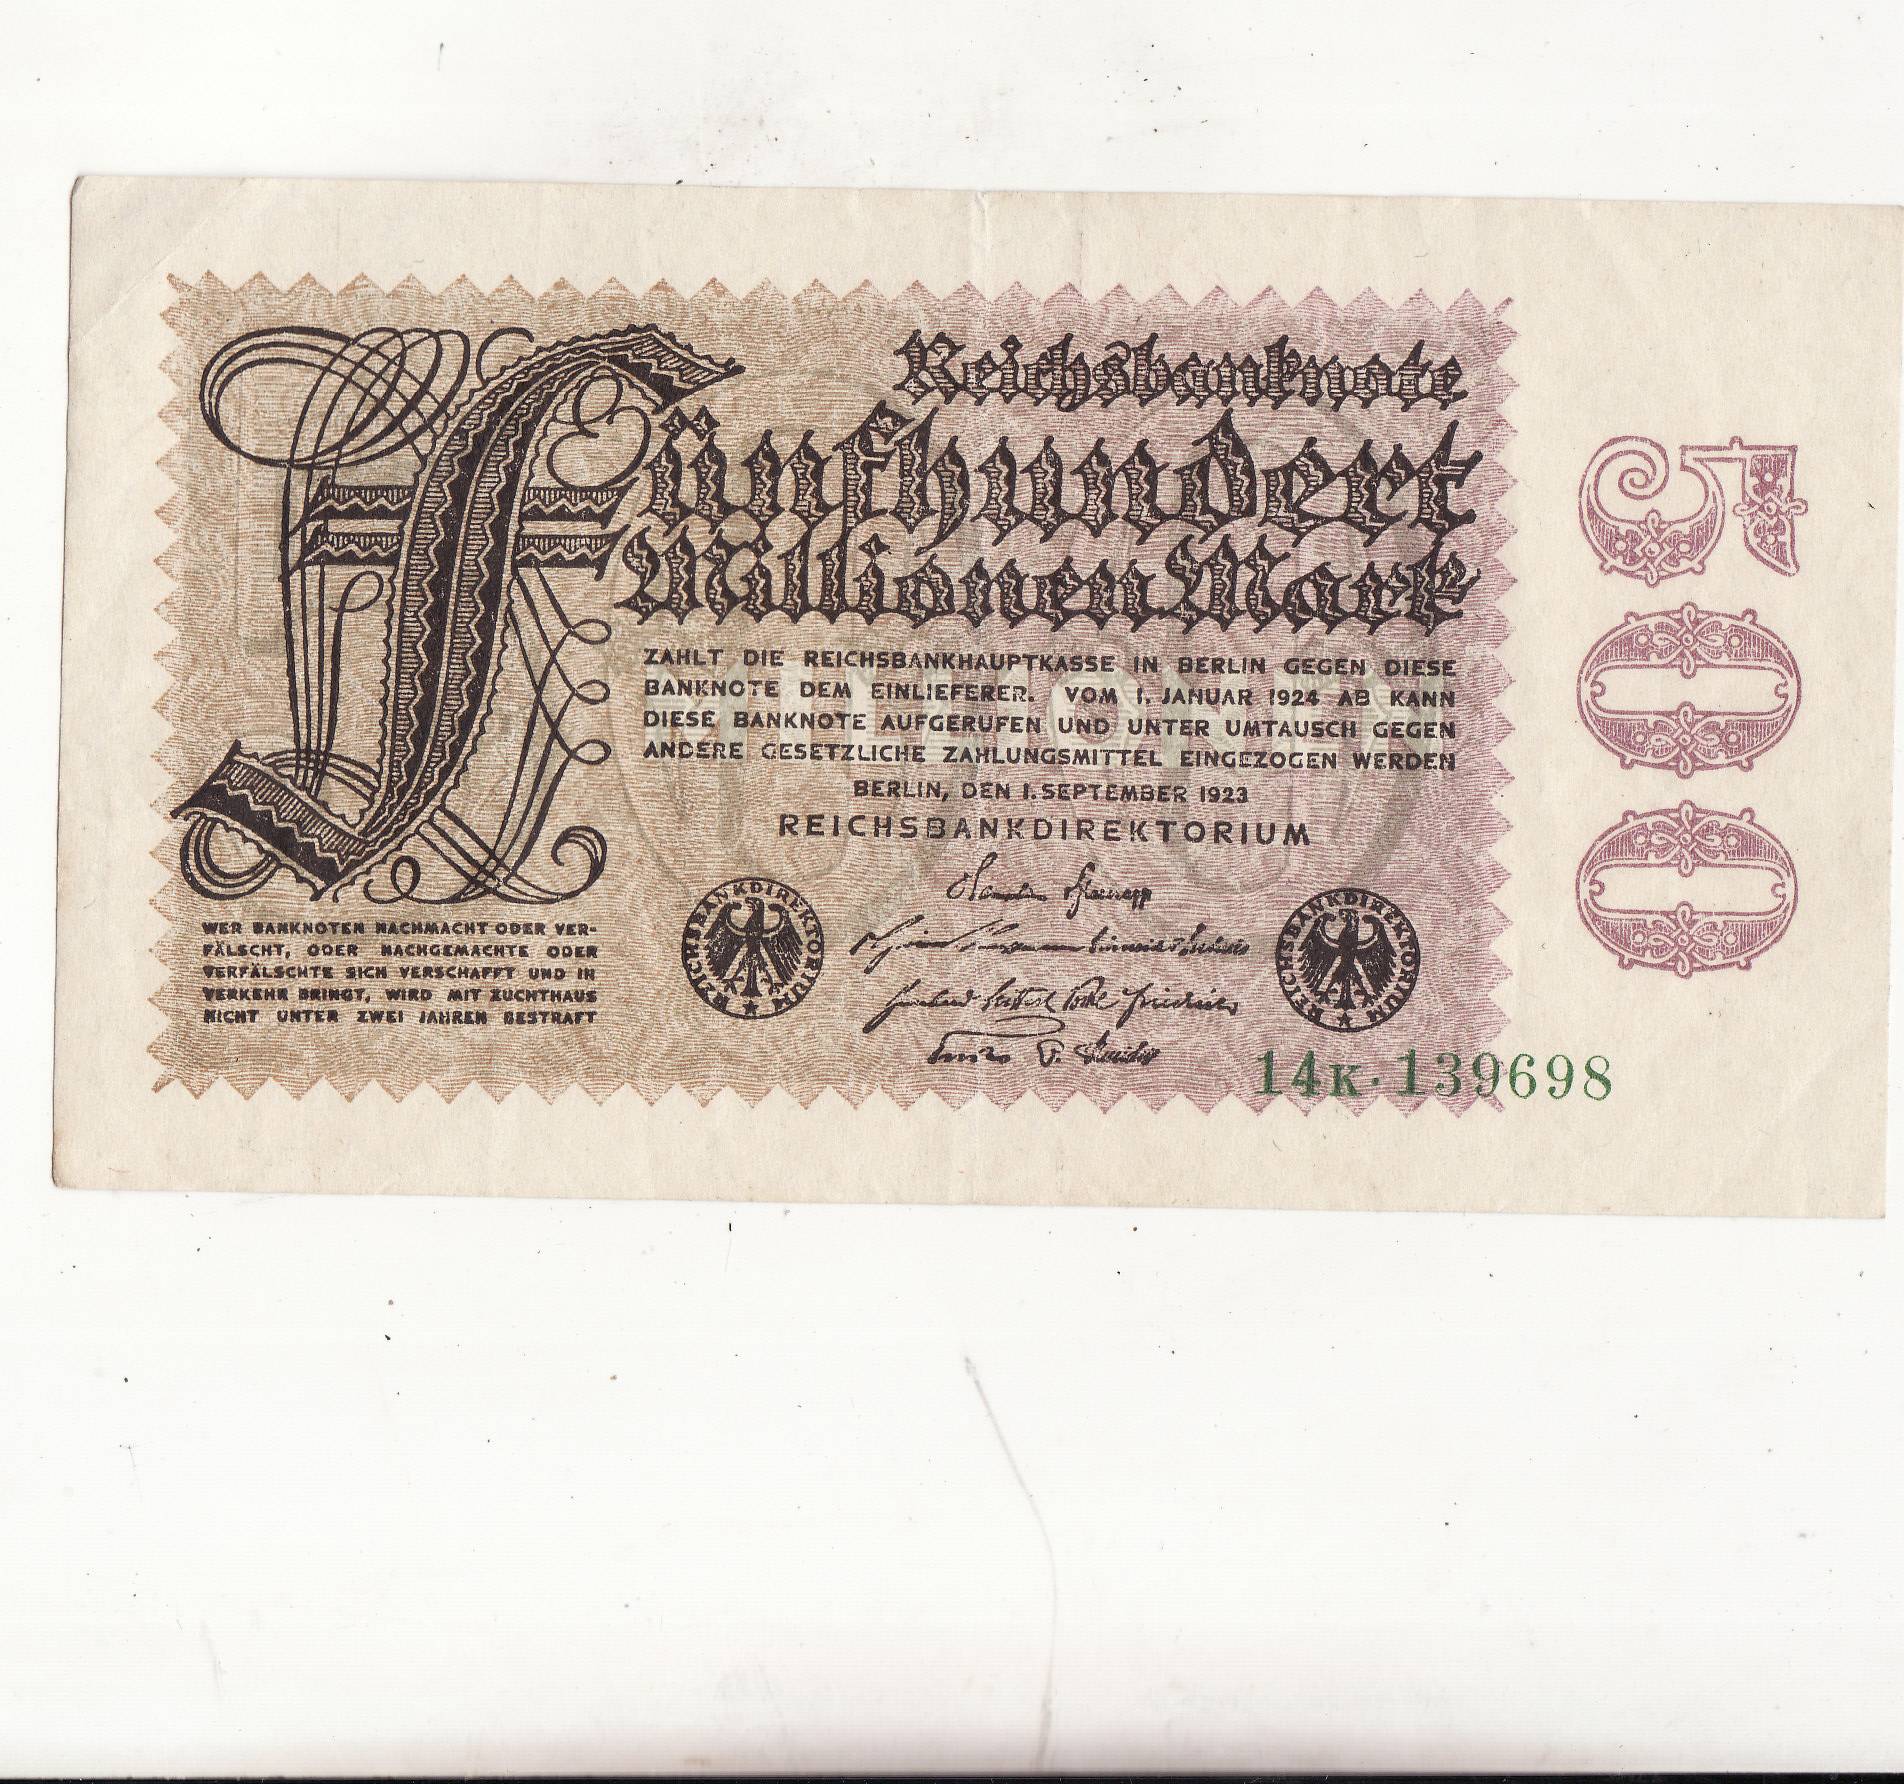 Reichsbanknote
Fünfhundert
Millionen Mark
ZAHLT DIE REICHSBANKHAUPTKASSE IN BERLIN GEGEN DIESE
BANKNOTE DEM EINLIEFERER. VOM 1. JANUAR 1924 AB KANN
DIESE BANKNOTE AUFGERUFEN UND UNTER UMTAUSCH GEGEN
ANDERE GESETZLICHE ZAHLUNGSMITTEL EINGEZOGEN WERDEN
BERLIN, DEN 1. SEPTEMBER 1923
REICHSBANKDIREKTORIUM
WER BANKNOTEN NACHMACHT ODER VER-
FÄLSCHT, ODER NACHGEMACHTE ODER
VERFÄLSCHTE SICH VERSCHAFFT UND IN
VERKEHR BRINGT, WIRD MIT ZUCHTHAUS
NICHT UNTER ZWEI JAHREN BESTRAFT
REICHSBANKDIREKTORIUM
REICHSBANKDIREKTORIUM
14K·139698
500